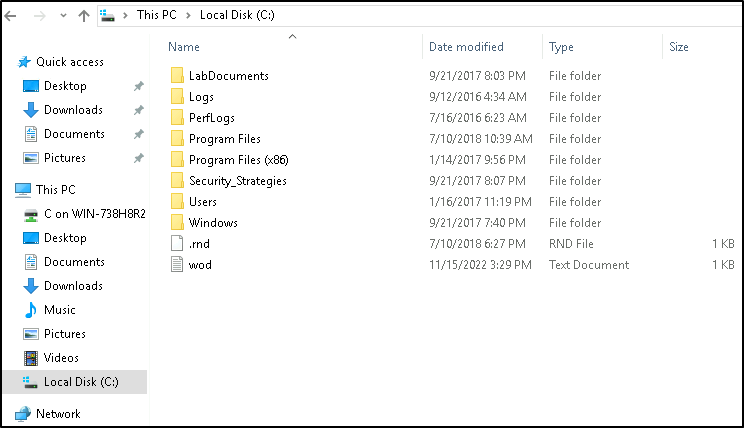 This PC > Local Disk (C:)
Name Date modified Type Size
Quick access
Desktop
Downloads
Documents
Pictures
This PC
C on WIN-738H8R2
Desktop
Documents
Downloads
Music
Pictures
Videos
Local Disk (C:)
Network
LabDocuments 9/21/2017 8:03 PM File folder
Logs 9/12/2016 4:34 AM File folder
PerfLogs 7/16/2016 6:23 AM File folder
Program Files 7/10/2018 10:39 AM File folder
Program Files (x86) 1/14/2017 9:56 PM File folder
Security_Strategies 9/21/2017 8:07 PM File folder
Users 1/16/2017 11:19 PM File folder
Windows 9/21/2017 7:40 PM File folder
.rnd 7/10/2018 6:27 PM RND File 1 KB
wod 11/15/2022 3:29 PM Text Document 1 KB